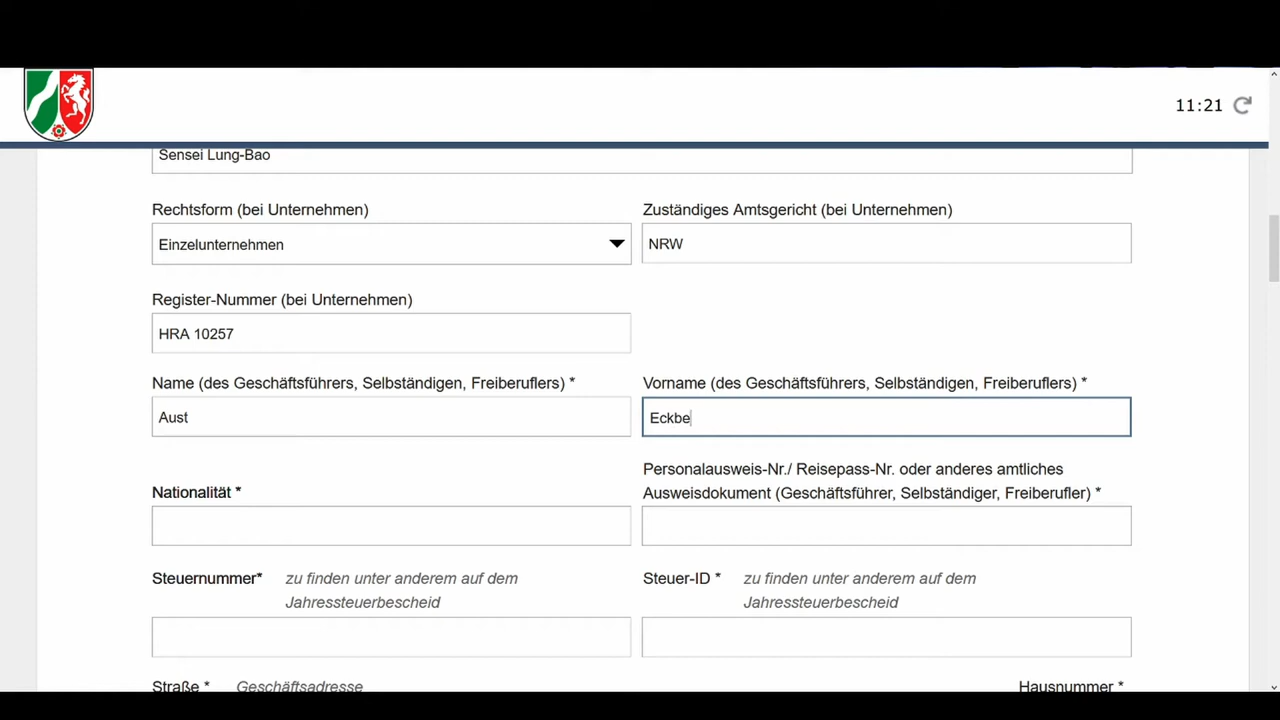 11:21
Sensei Lung-Bao
Rechtsform (bei Unternehmen) Zuständiges Amtsgericht (bei Unternehmen)
Einzelunternehmen NRW
Register-Nummer (bei Unternehmen)
HRA 10257
Name (des Geschäftsführers, Selbständigen, Freiberuflers) * Vorname (des Geschäftsführers, Selbständigen, Freiberuflers) *
Aust Eckbe
Personalausweis-Nr./ Reisepass-Nr. oder anderes amtliches
Nationalität * Ausweisdokument (Geschäftsführer, Selbständiger, Freiberufler) *
Steuernummer* zu finden unter anderem auf dem Steuer-ID * zu finden unter anderem auf dem
Jahressteuerbescheid Jahressteuerbescheid
Straße * Geschäftsadresse Hausnummer *